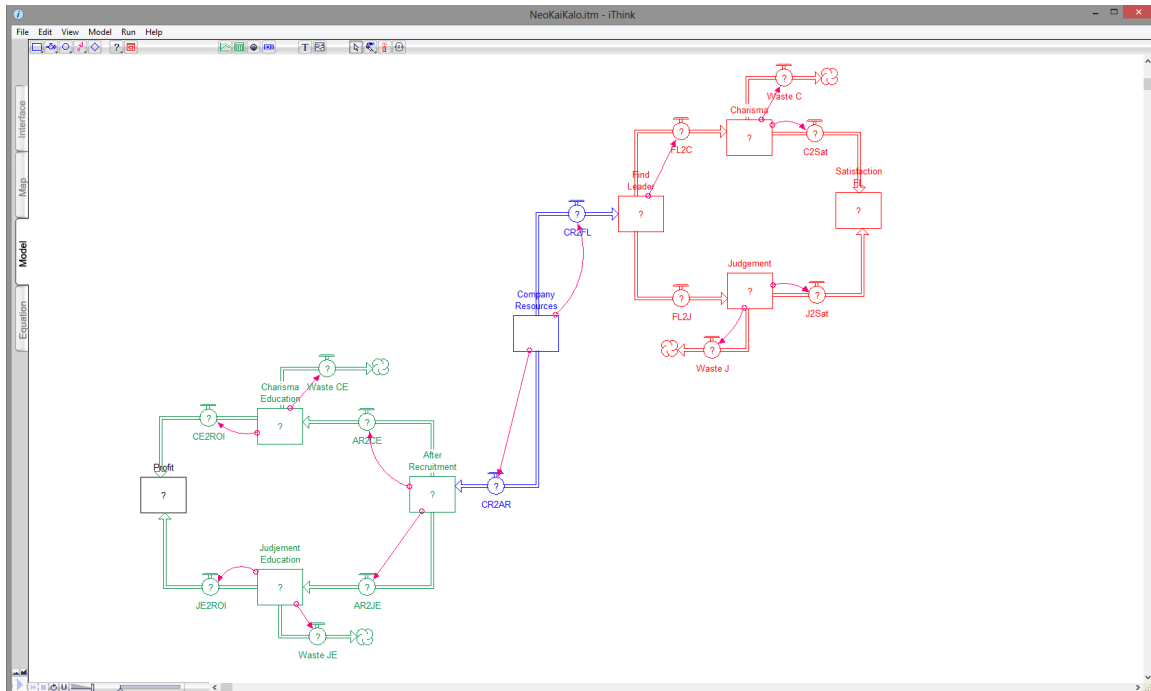 NeoKaiKalo.itm - iThink
File Edit View Model Run Help
Interface
Map
Model
Equation
Waste C
Charisma
?
FL2C
C2Sat
Find
Leader
?
Satisfaction
FL
?
CR2FL
Judgement
?
FL2J
J2Sat
Waste J
Company
Resources
Charisma
Education
?
Waste CE
CE2ROI
AR2CE
After
Recruitment
?
CR2AR
Profit
?
Judjement
Education
?
JE2ROI
AR2JE
Waste JE